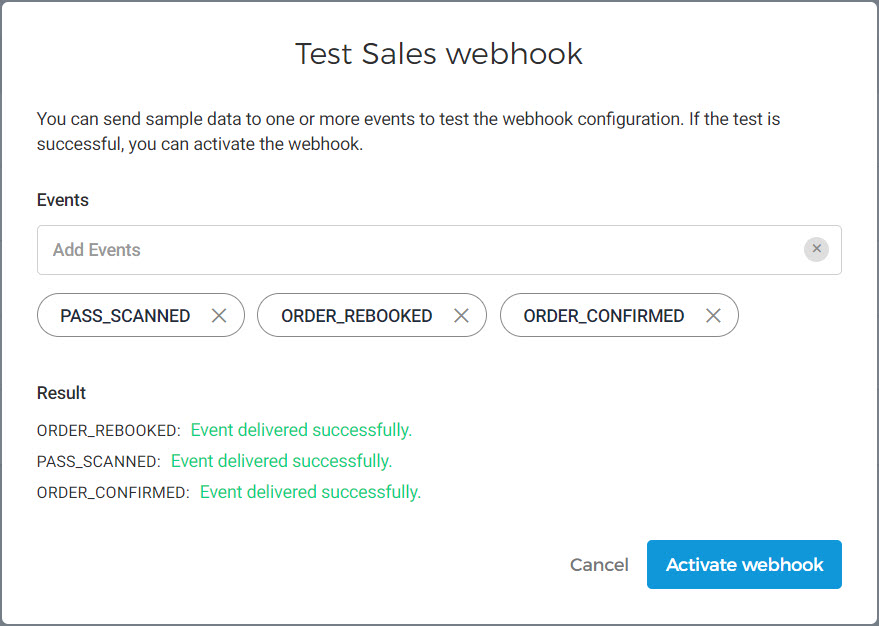 Test Sales webhook
You can send sample data to one or more events to test the webhook configuration. If the test is
successful, you can activate the webhook.
Events
Add Events
PASS_SCANNED ORDER_REBOOKED ORDER_CONFIRMED
Result
ORDER_REBOOKED: Event delivered successfully.
PASS_SCANNED: Event delivered successfully.
ORDER_CONFIRMED: Event delivered successfully.
Cancel Activate webhook